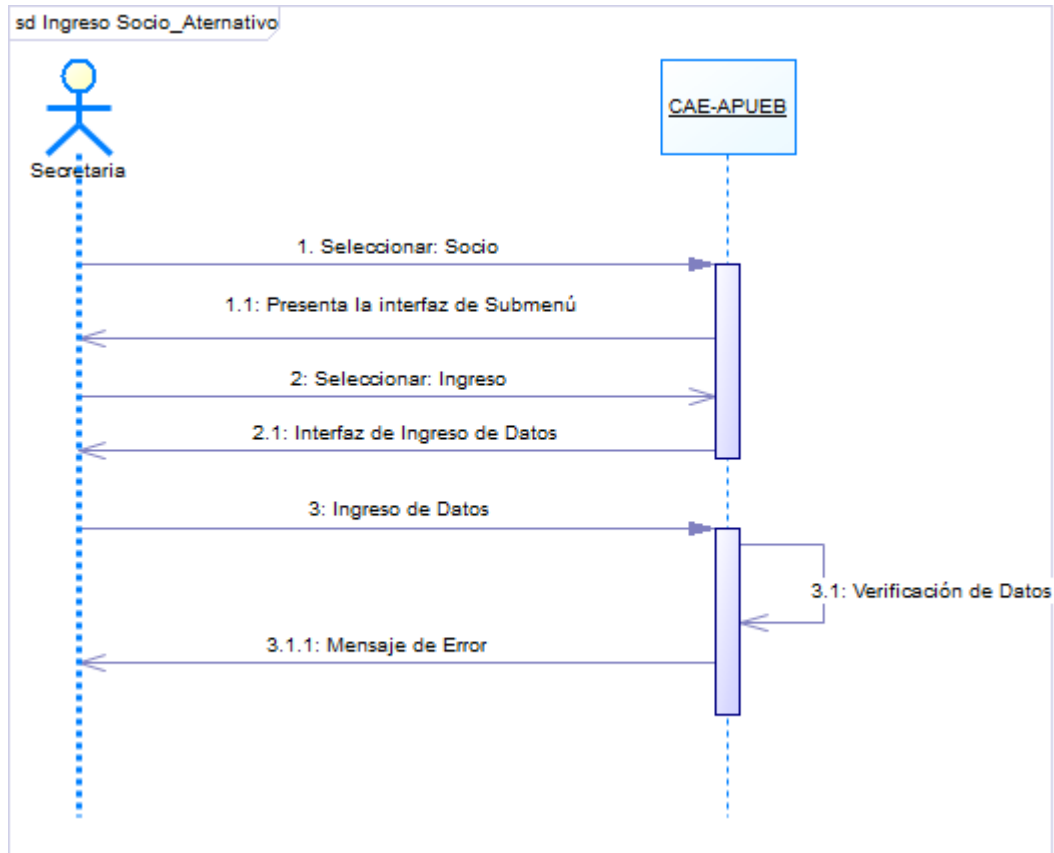 sd Ingreso Socio_Aternativo
Secretaria
CAE-APUEB
1. Seleccionar: Socio
1.1: Presenta la interfaz de Submenú
2: Seleccionar: Ingreso
2.1: Interfaz de Ingreso de Datos
3: Ingreso de Datos
3.1: Verificación de Datos
3.1.1: Mensaje de Error